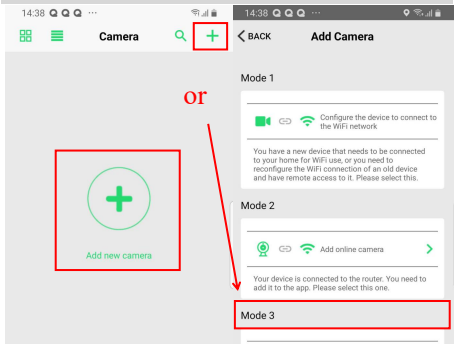 14:38
Camera
Add new camera
or
14:38
BACK
Add Camera
Mode 1
Configure the device to connect to
the WiFi network
You have a new device that needs to be connected
to your home for WiFi use, or you need to
reconfigure the WiFi connection of an old device
and have remote access to it. Please select this.
Mode 2
Add online camera
Your device is connected to the router. You need to
add it to the app. Please select this one.
Mode 3